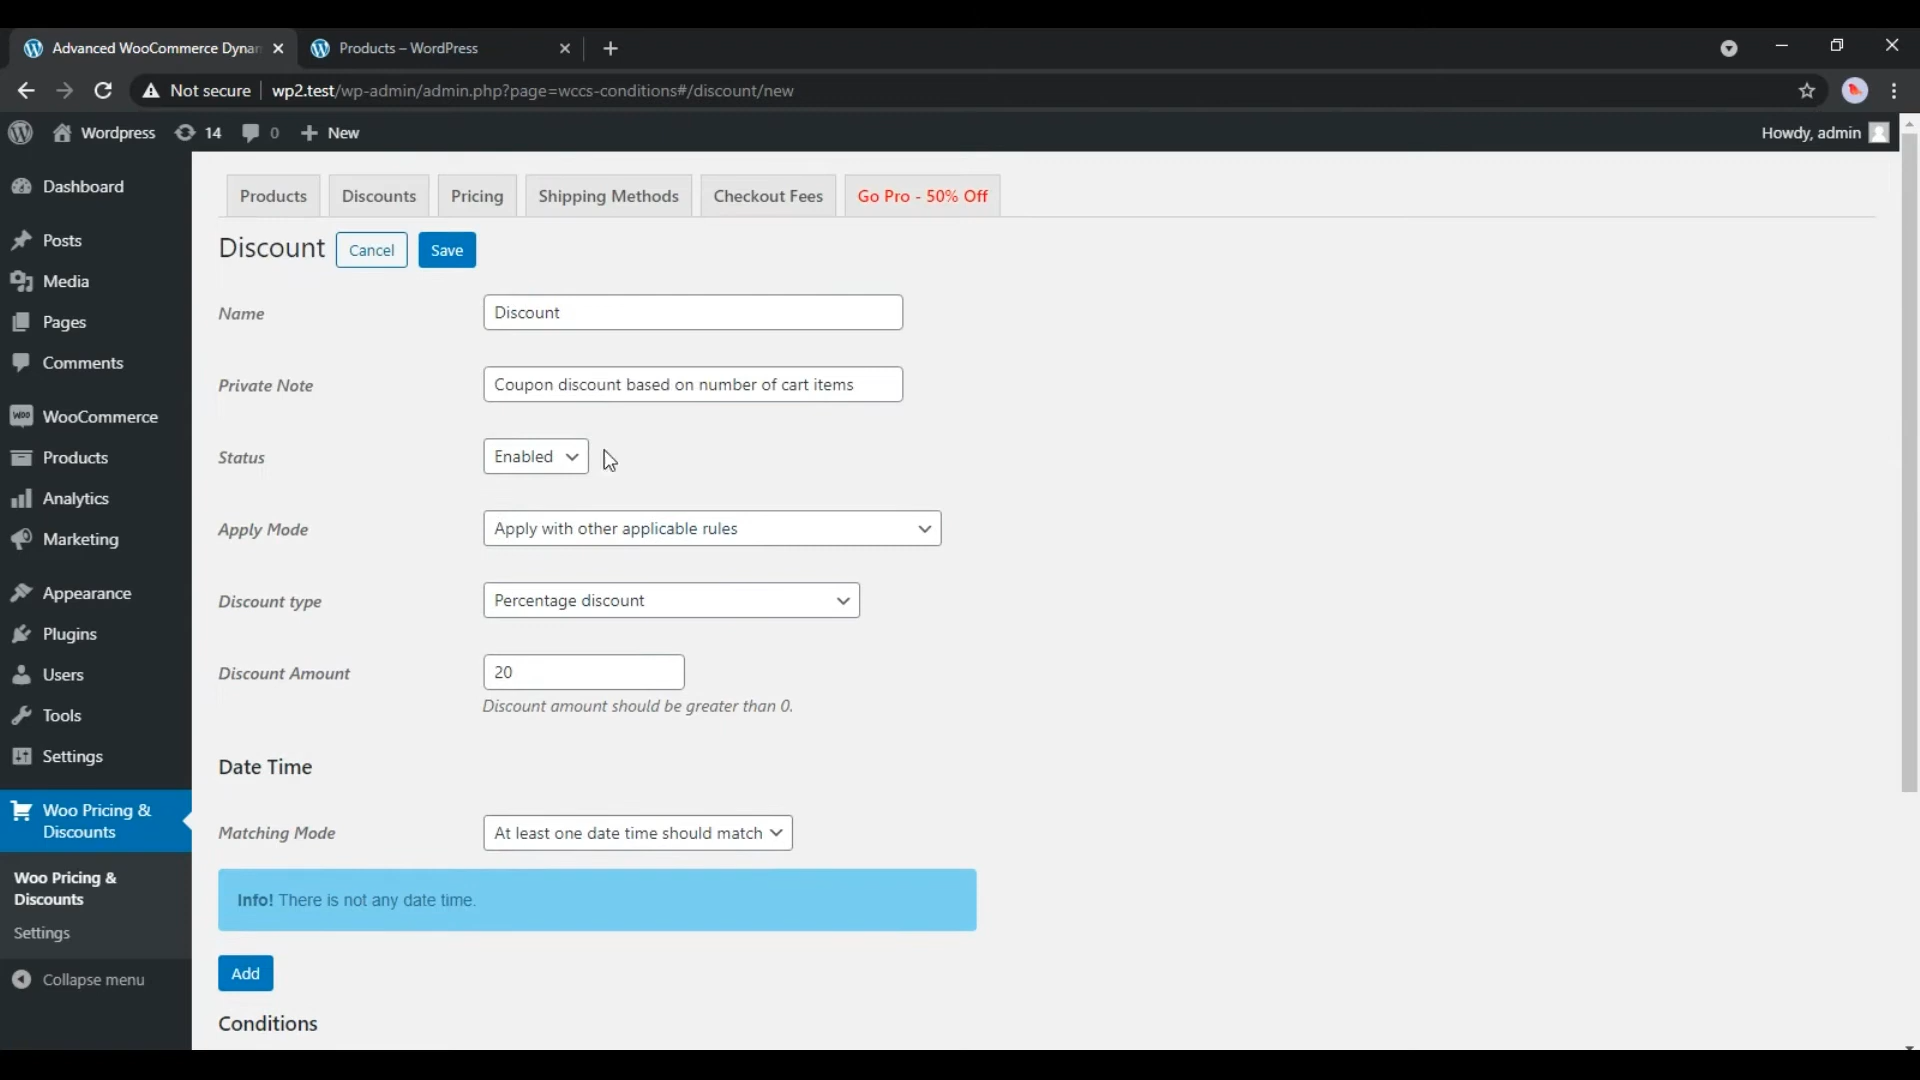 Advanced WooCommerce Dynar
Products – WordPress
Not secure
wp2.test/wp-admin/admin.php?page=wccs-conditions#/discount/new
Wordpress
14
0
New
Howdy, admin
Dashboard
Posts
Media
Pages
Comments
WooCommerce
Products
Analytics
Marketing
Appearance
Plugins
Users
Tools
Settings
Woo Pricing &
Discounts
Woo Pricing &
Discounts
Settings
Collapse menu
Products
Discounts
Pricing
Shipping Methods
Checkout Fees
Go Pro - 50% Off
Discount
Cancel
Save
Name
Discount
Private Note
Coupon discount based on number of cart items
Status
Enabled
Apply Mode
Apply with other applicable rules
Discount type
Percentage discount
Discount Amount
20
Discount amount should be greater than 0.
Date Time
Matching Mode
At least one date time should match
Info! There is not any date time.
Add
Conditions